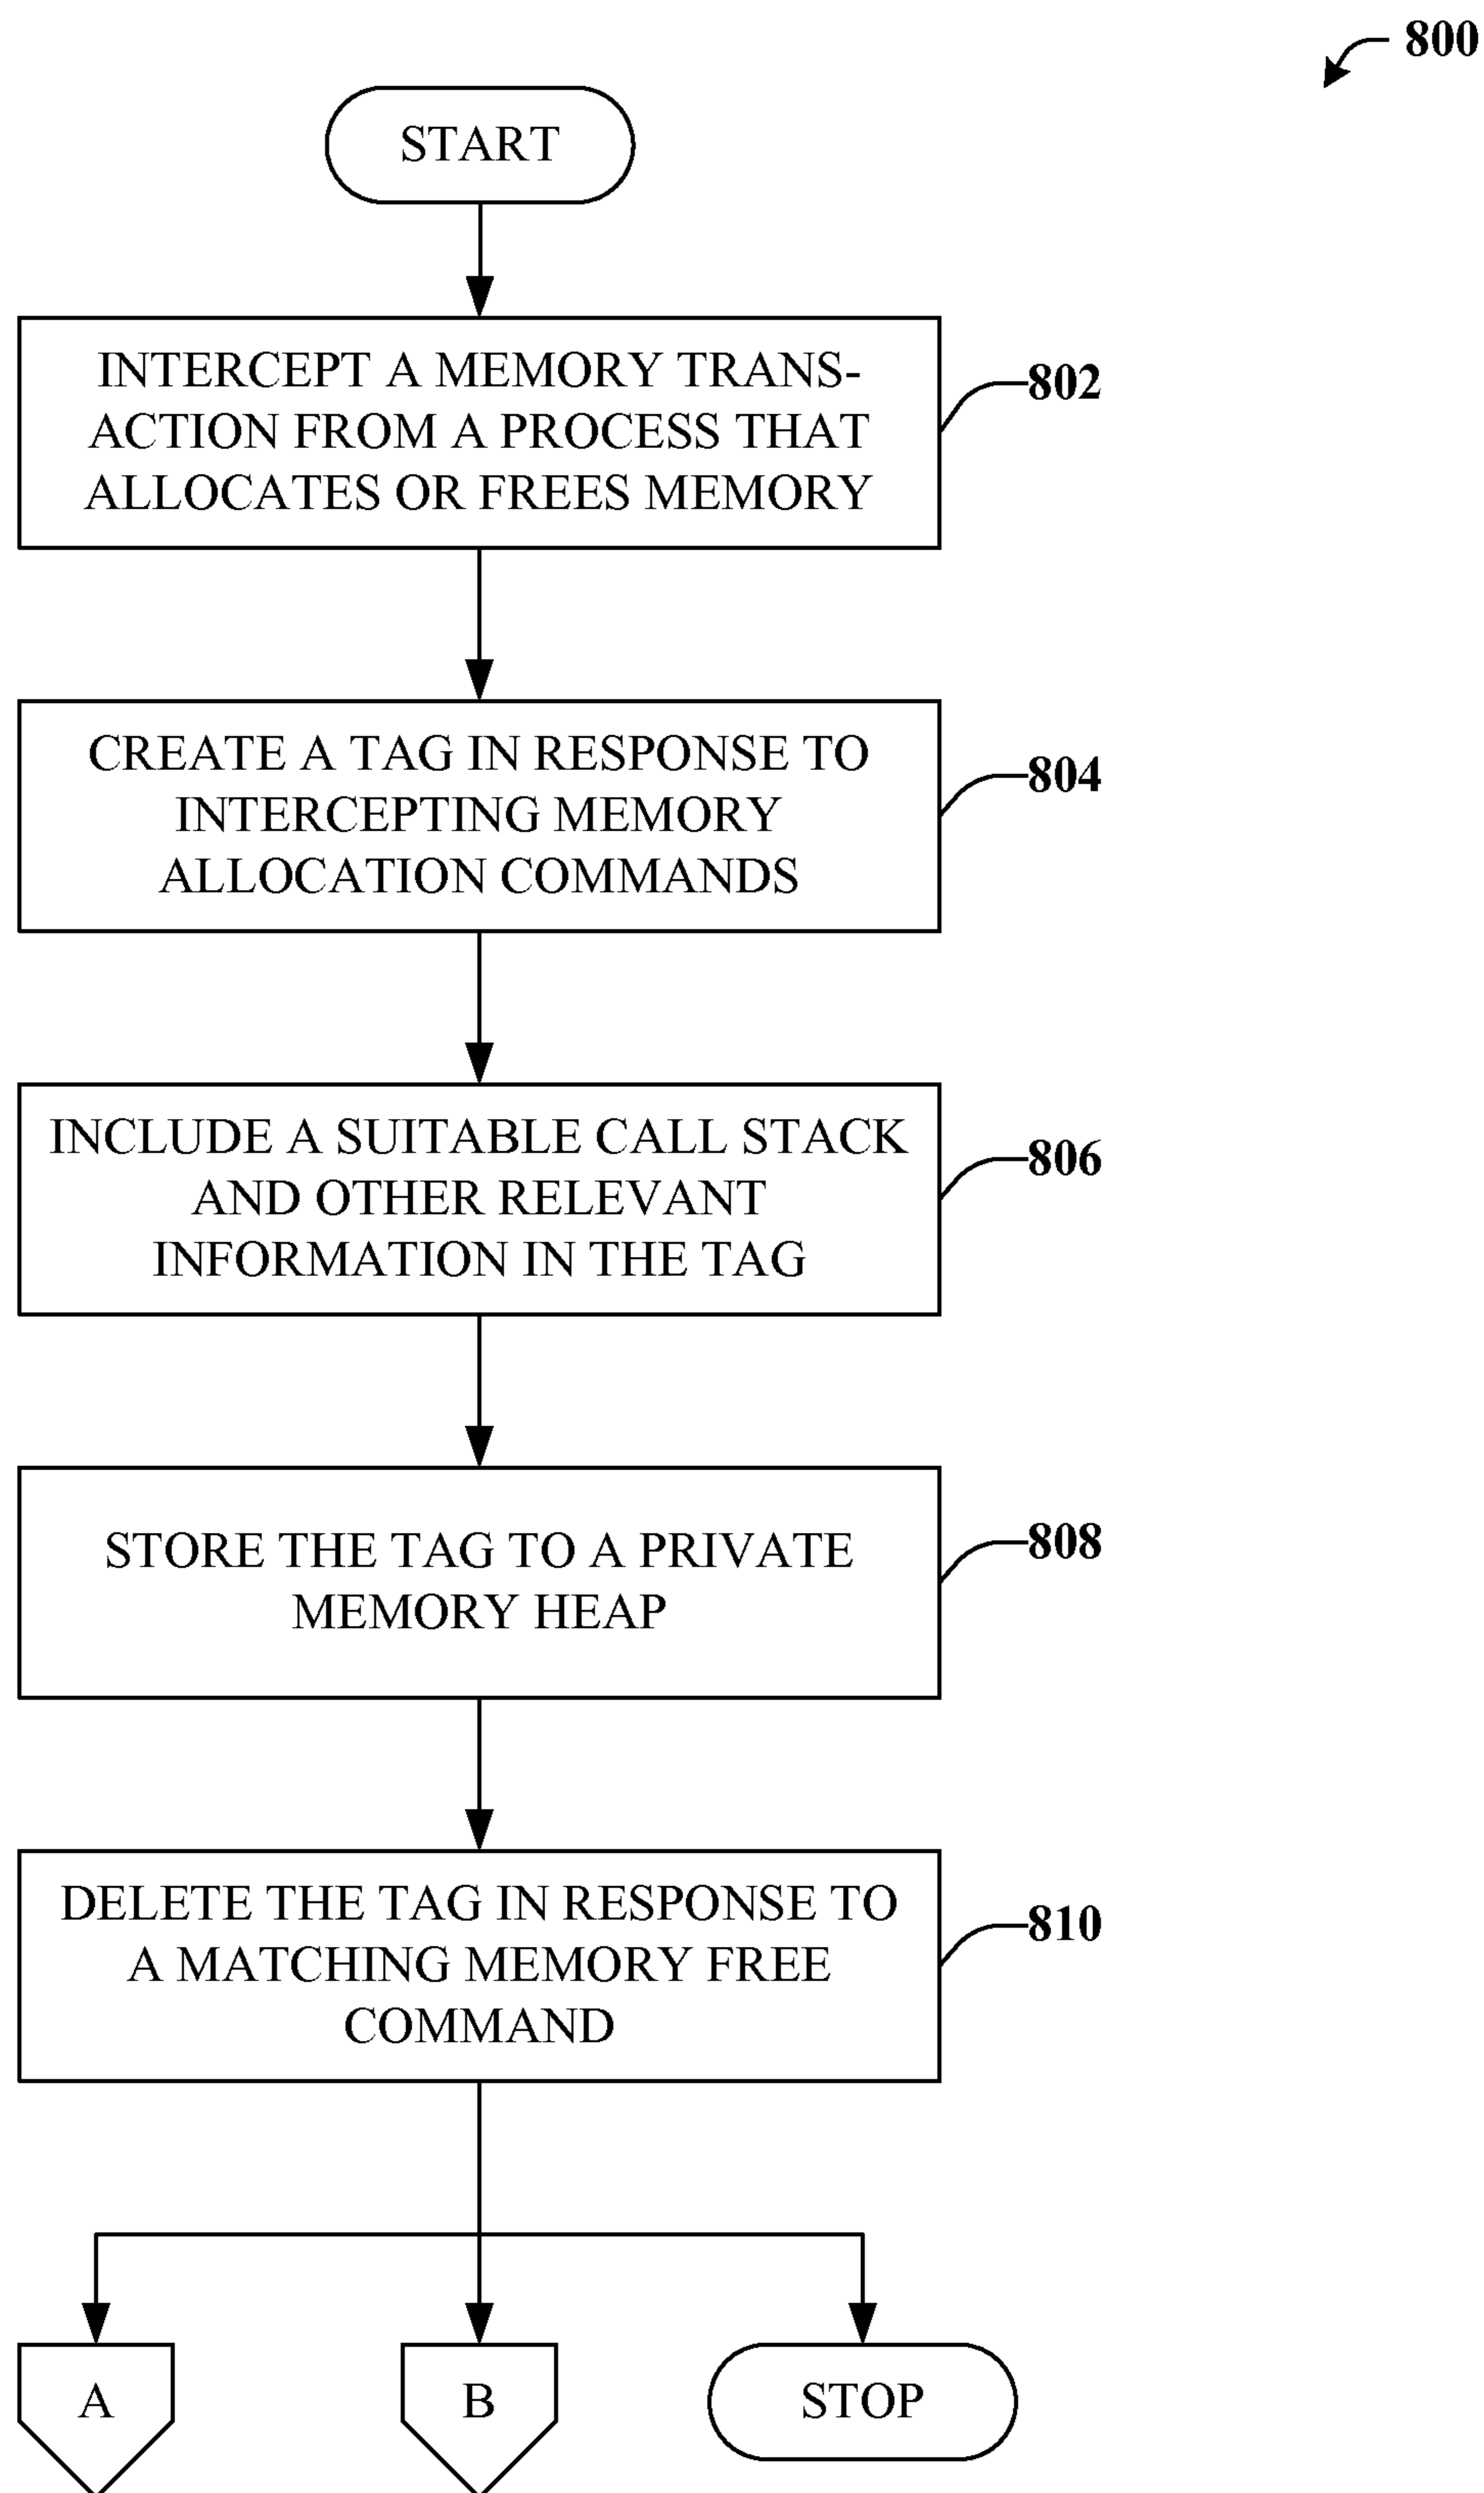 800
START
INTERCEPT A MEMORY TRANS-
ACTION FROM A PROCESS THAT
ALLOCATES OR FREES MEMORY
802
CREATE A TAG IN RESPONSE TO
INTERCEPTING MEMORY
ALLOCATION COMMANDS
804
INCLUDE A SUITABLE CALL STACK
AND OTHER RELEVANT
INFORMATION IN THE TAG
806
STORE THE TAG TO A PRIVATE
MEMORY HEAP
808
DELETE THE TAG IN RESPONSE TO
A MATCHING MEMORY FREE
COMMAND
810
A
B
STOP